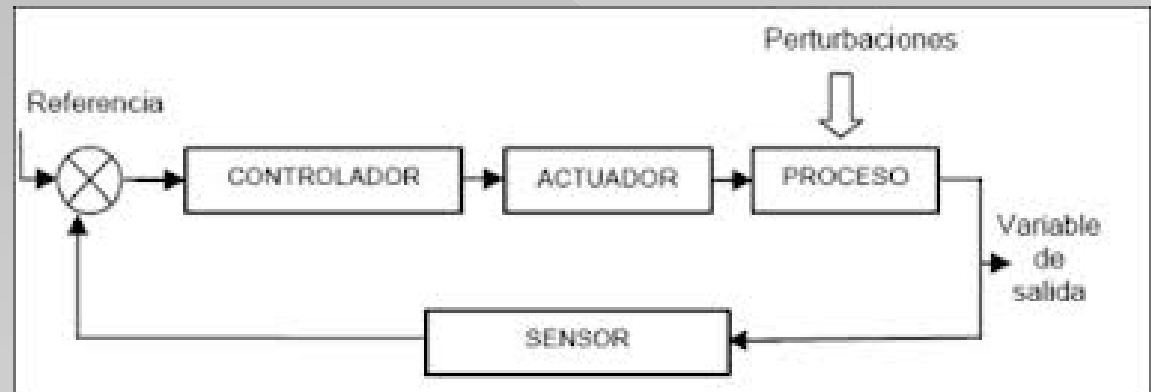 Perturbaciones
Referencia
CONTROLADOR
ACTUADOR
PROCESO
Variable
de
salida
SENSOR